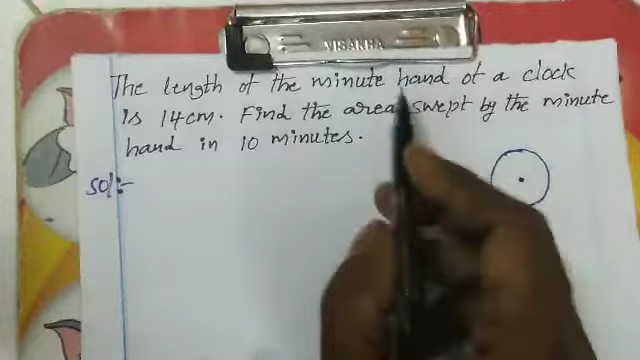 VISAKHA
The length of the minute hand of a clock
is 14cm. Find the area swept by the minute
hand in 10 minutes.
Sol:-